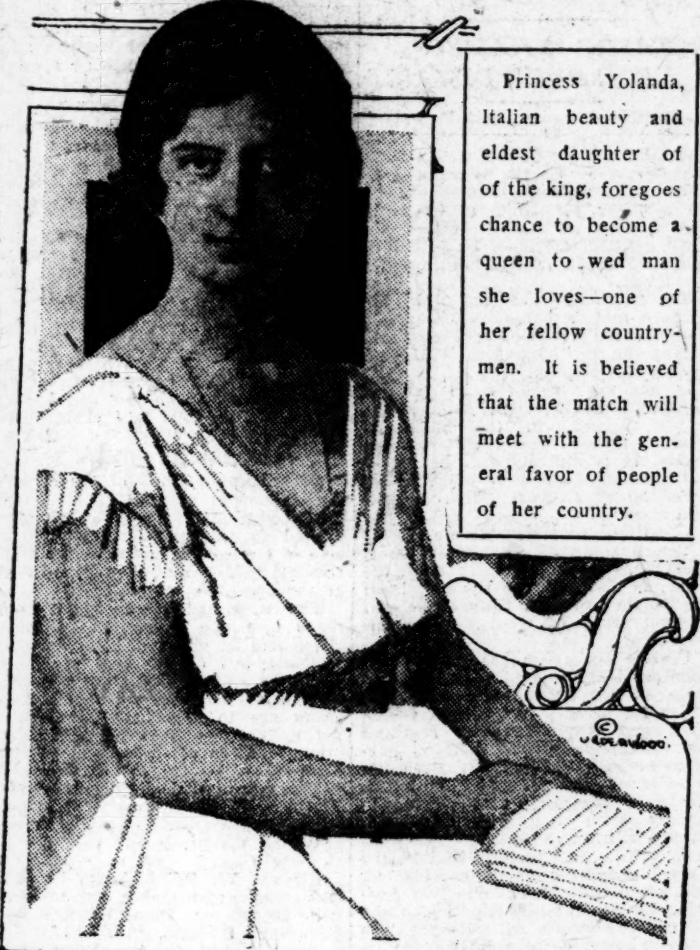 Princess Yolanda,
Italian beauty and
eldest daughter of
of the king, foregoes
chance to become a
queen to wed man
she loves—one of
her fellow country-
men. It is believed
that the match will
meet with the gen-
eral favor of people
of her country.
©
Underwood.